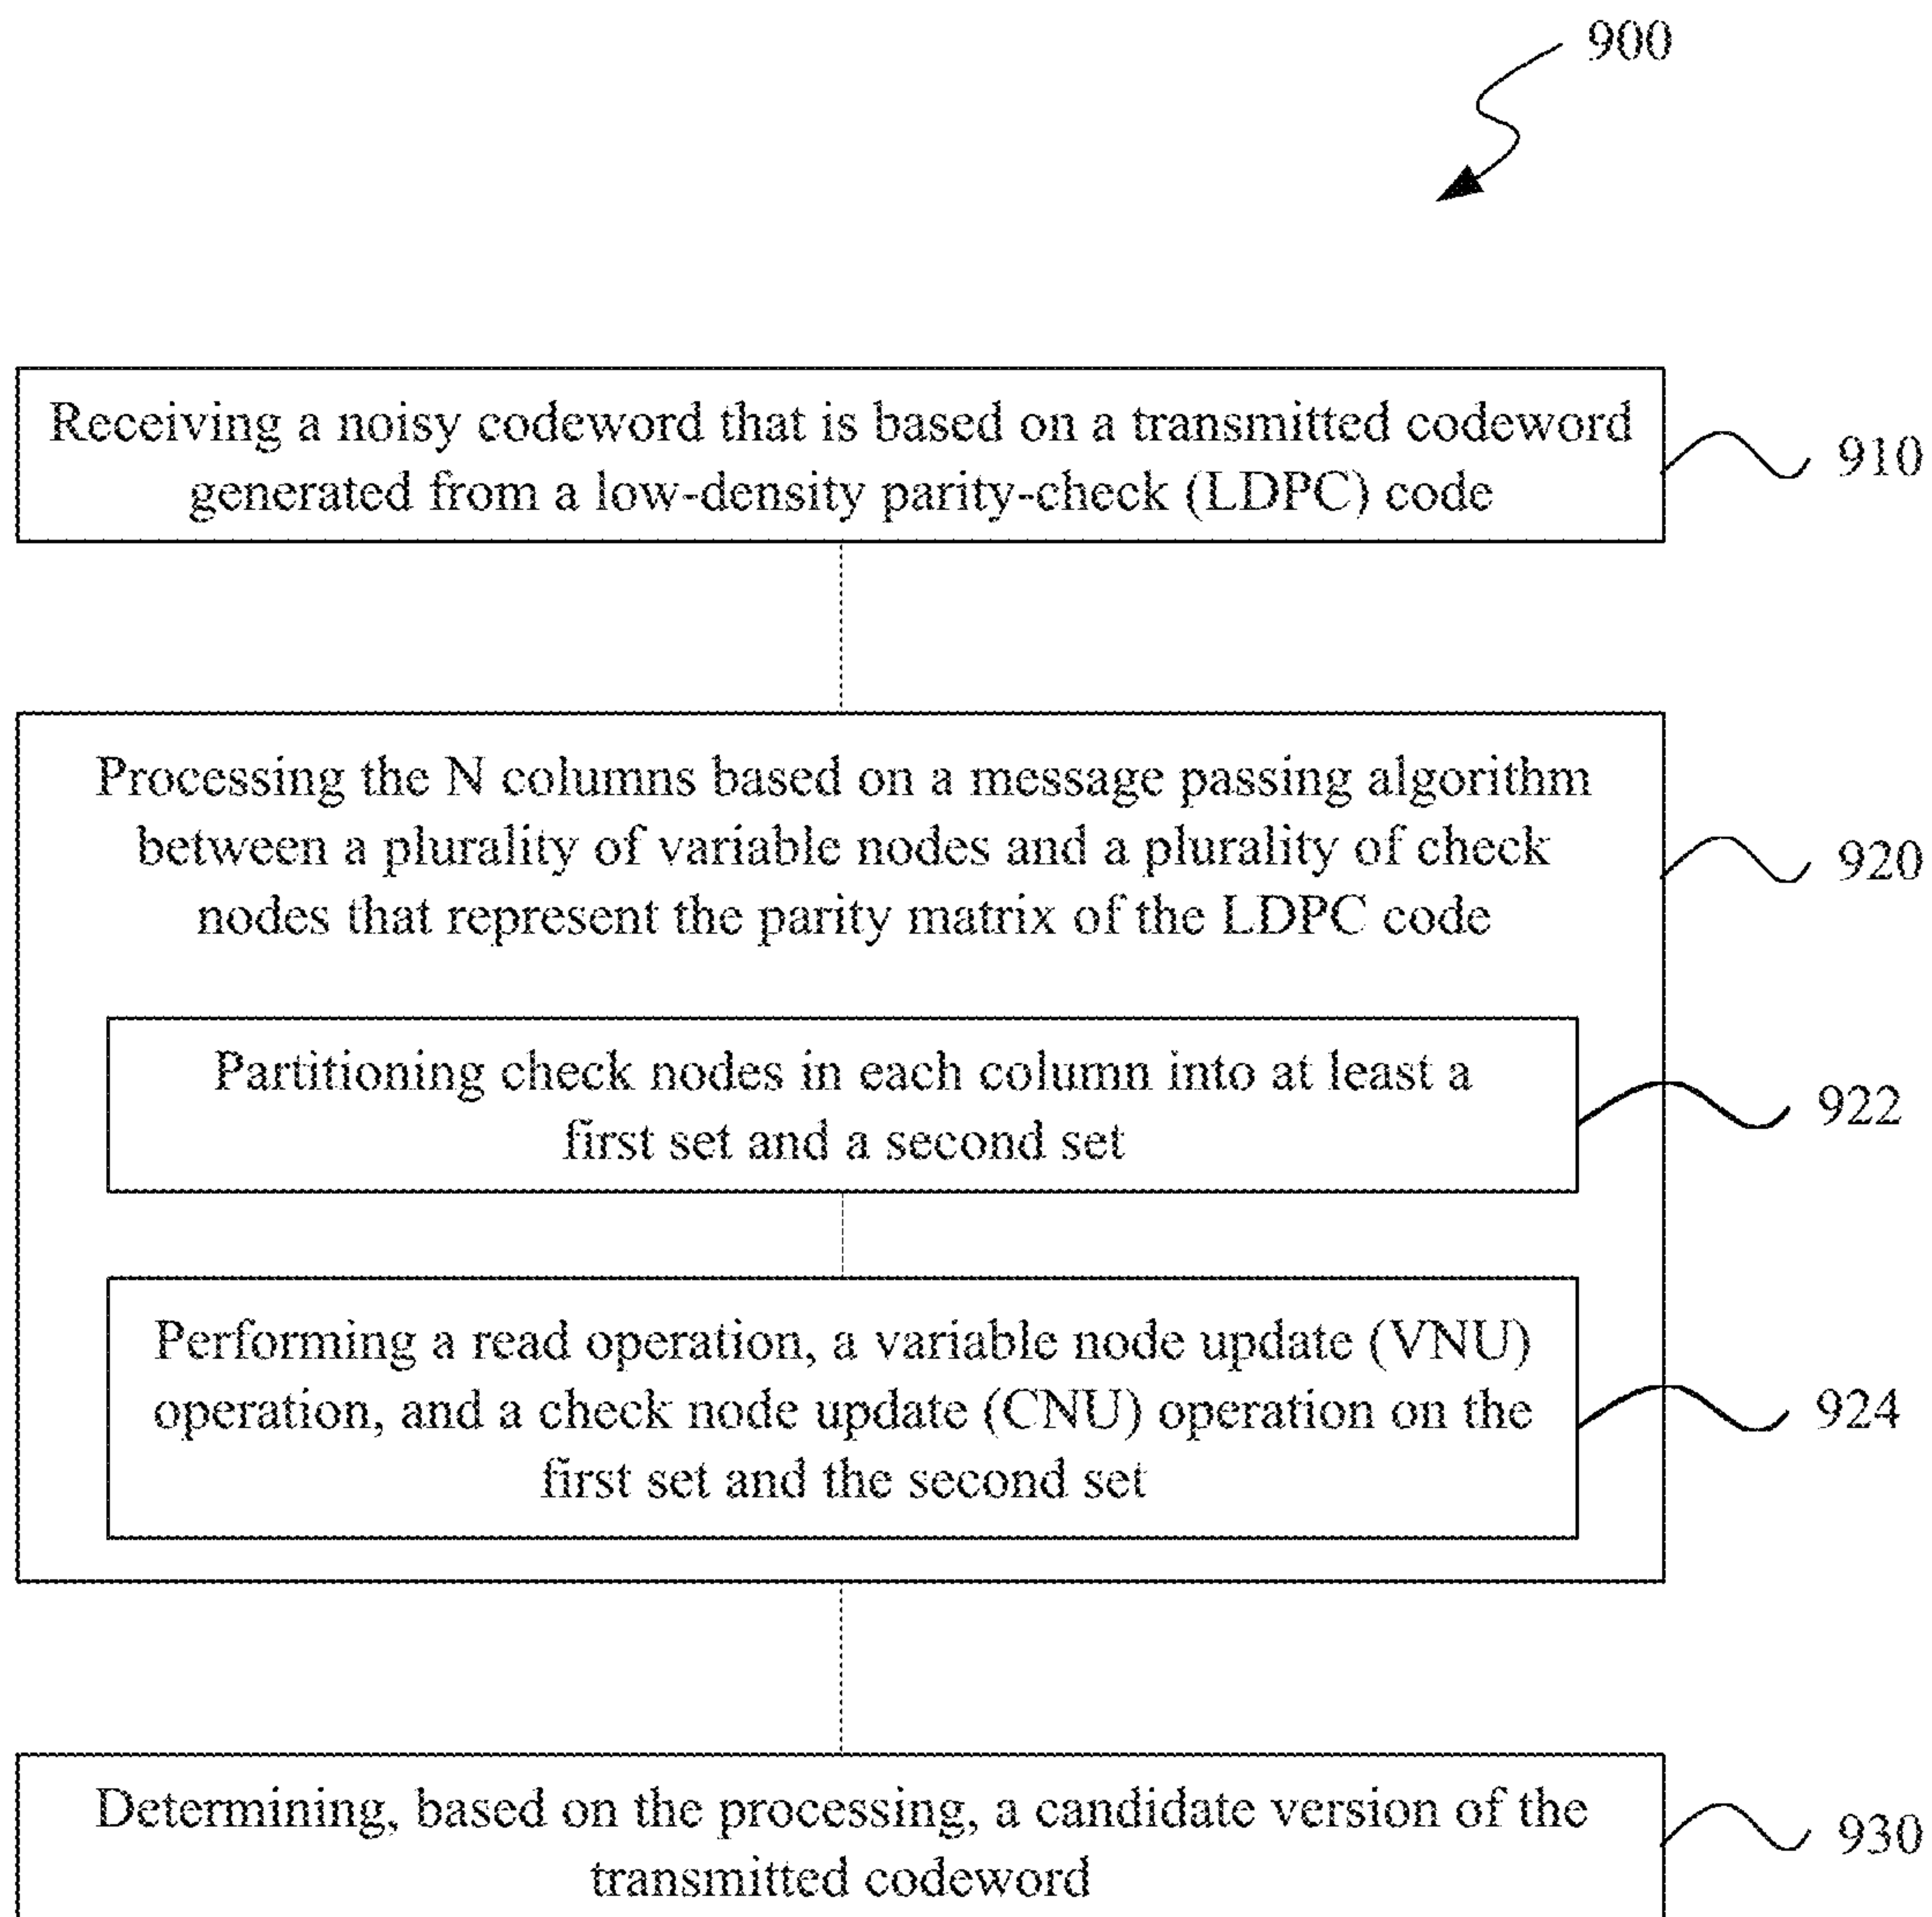 900
Receiving a noisy codeword that is based on a transmitted codeword
generated from a low-density parity-check (LDPC) code
910
Processing the N columns based on a message passing algorithm
between a plurality of variable nodes and a plurality of check
nodes that represent the parity matrix of the LDPC code
920
Partitioning check nodes in each column into at least a
first set and a second set
922
Performing a read operation, a variable node update (VNU)
operation, and a check node update (CNU) operation on the
first set and the second set
924
Determining, based on the processing, a candidate version of the
transmitted codeword
930